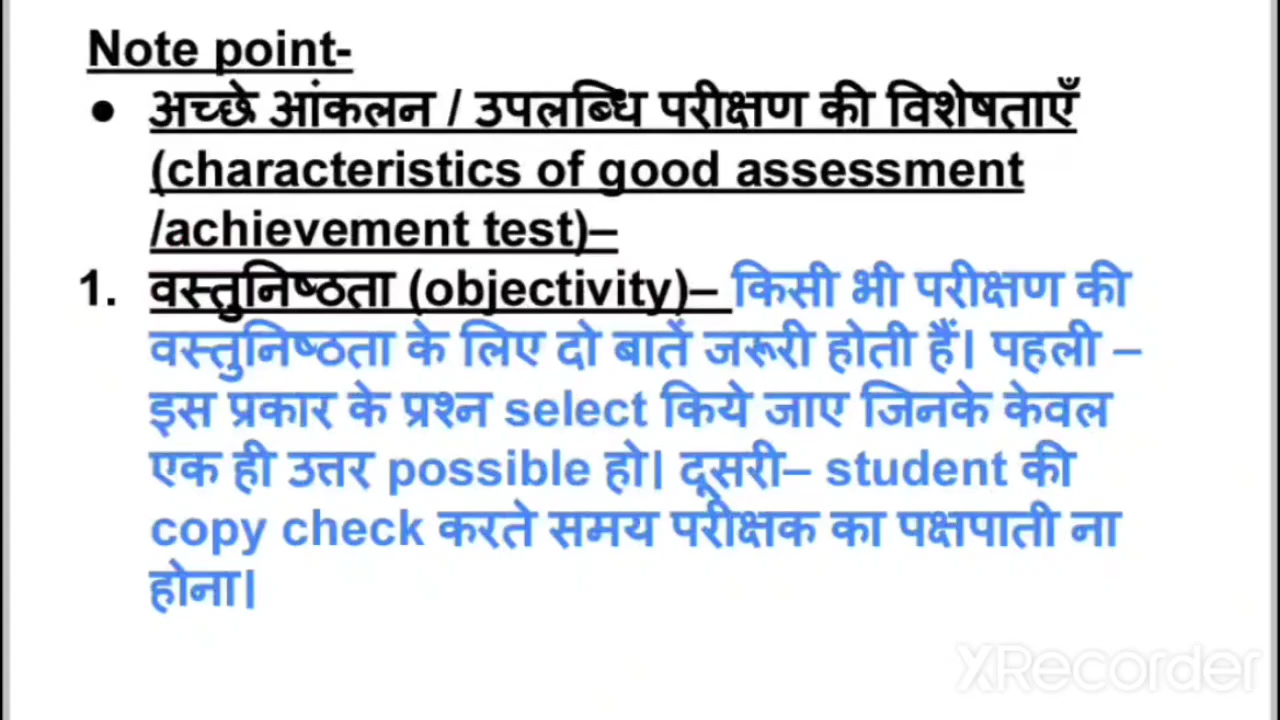 Note point-
● अच्छे आंकलन / उपलब्धि परीक्षण की विशेषताएँ
(characteristics of good assessment
/achievement test)–
1. वस्तुनिष्ठता (objectivity)– किसी भी परीक्षण की
वस्तुनिष्ठता के लिए दो बातें जरूरी होती हैं। पहली –
इस प्रकार के प्रश्न select किये जाए जिनके केवल
एक ही उत्तर possible हो। दूसरी– student की
copy check करते समय परीक्षक का पक्षपाती ना
होना।
XRecorder